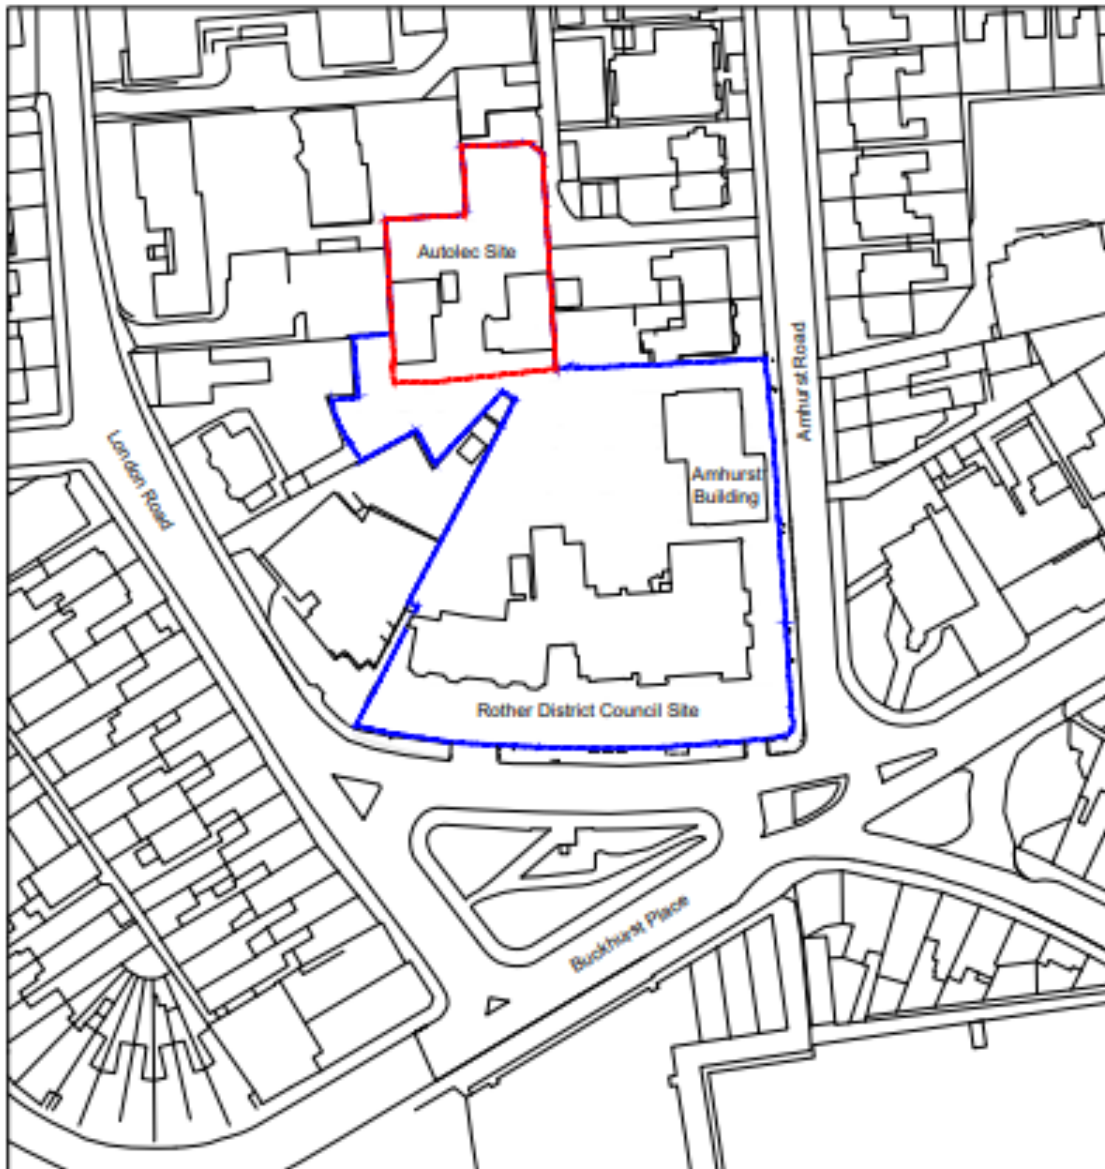 Autolec Site
Amhurst Road
London Road
Amhurst
Building
Rother District Council Site
Buckhurst Place